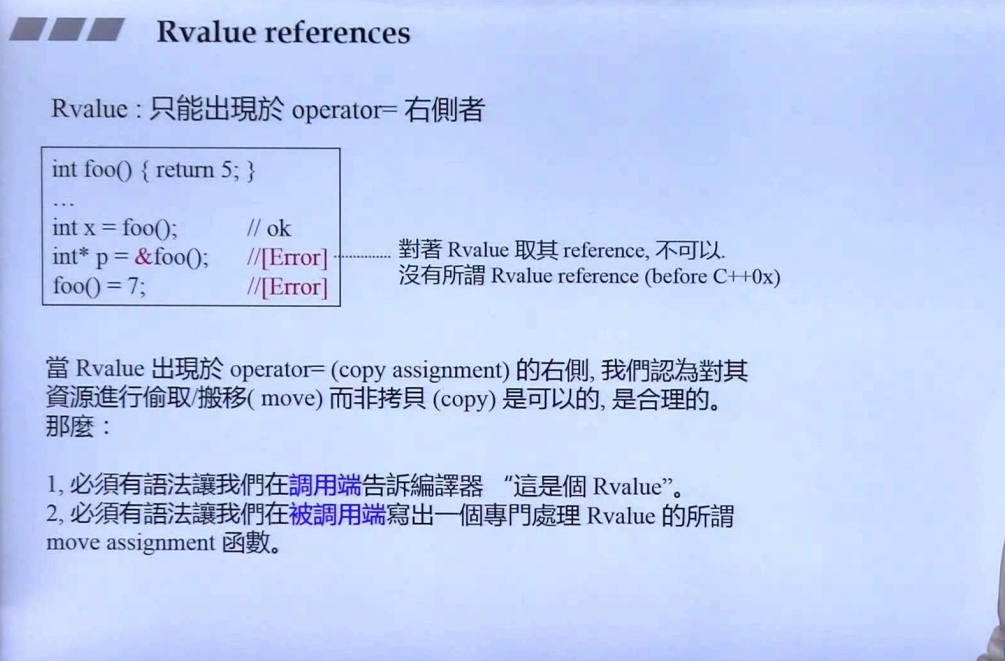 Rvalue references
Rvalue : 只能出現於 operator= 右側者
int foo() { return 5; }
...
int x = foo(); // ok
int* p = &foo(); //[Error]
foo() = 7; //[Error]
對著 Rvalue 取其 reference, 不可以.
沒有所謂 Rvalue reference (before C++0x)
當 Rvalue 出現於 operator= (copy assignment) 的右側, 我們認為對其
資源進行偷取/搬移( move) 而非拷貝 (copy) 是可以的, 是合理的。
那麼：
1, 必須有語法讓我們在調用端告訴編譯器 “這是個 Rvalue”。
2, 必須有語法讓我們在被調用端寫出一個專門處理 Rvalue 的所謂
move assignment 函數。